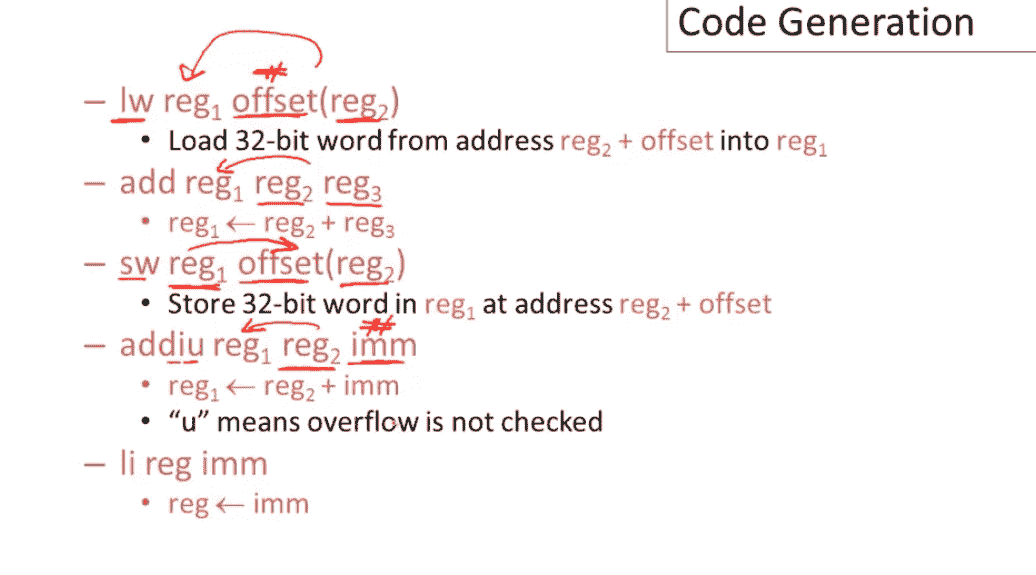 Code Generation
– lw reg₁ offset(reg₂)
• Load 32-bit word from address reg₂ + offset into reg₁
– add reg₁ reg₂ reg₃
• reg₁ ← reg₂ + reg₃
– sw reg₁ offset(reg₂)
• Store 32-bit word in reg₁ at address reg₂ + offset
– addiu reg₁ reg₂ imm
• reg₁ ← reg₂ + imm
• “u” means overflow is not checked
– li reg imm
• reg ← imm